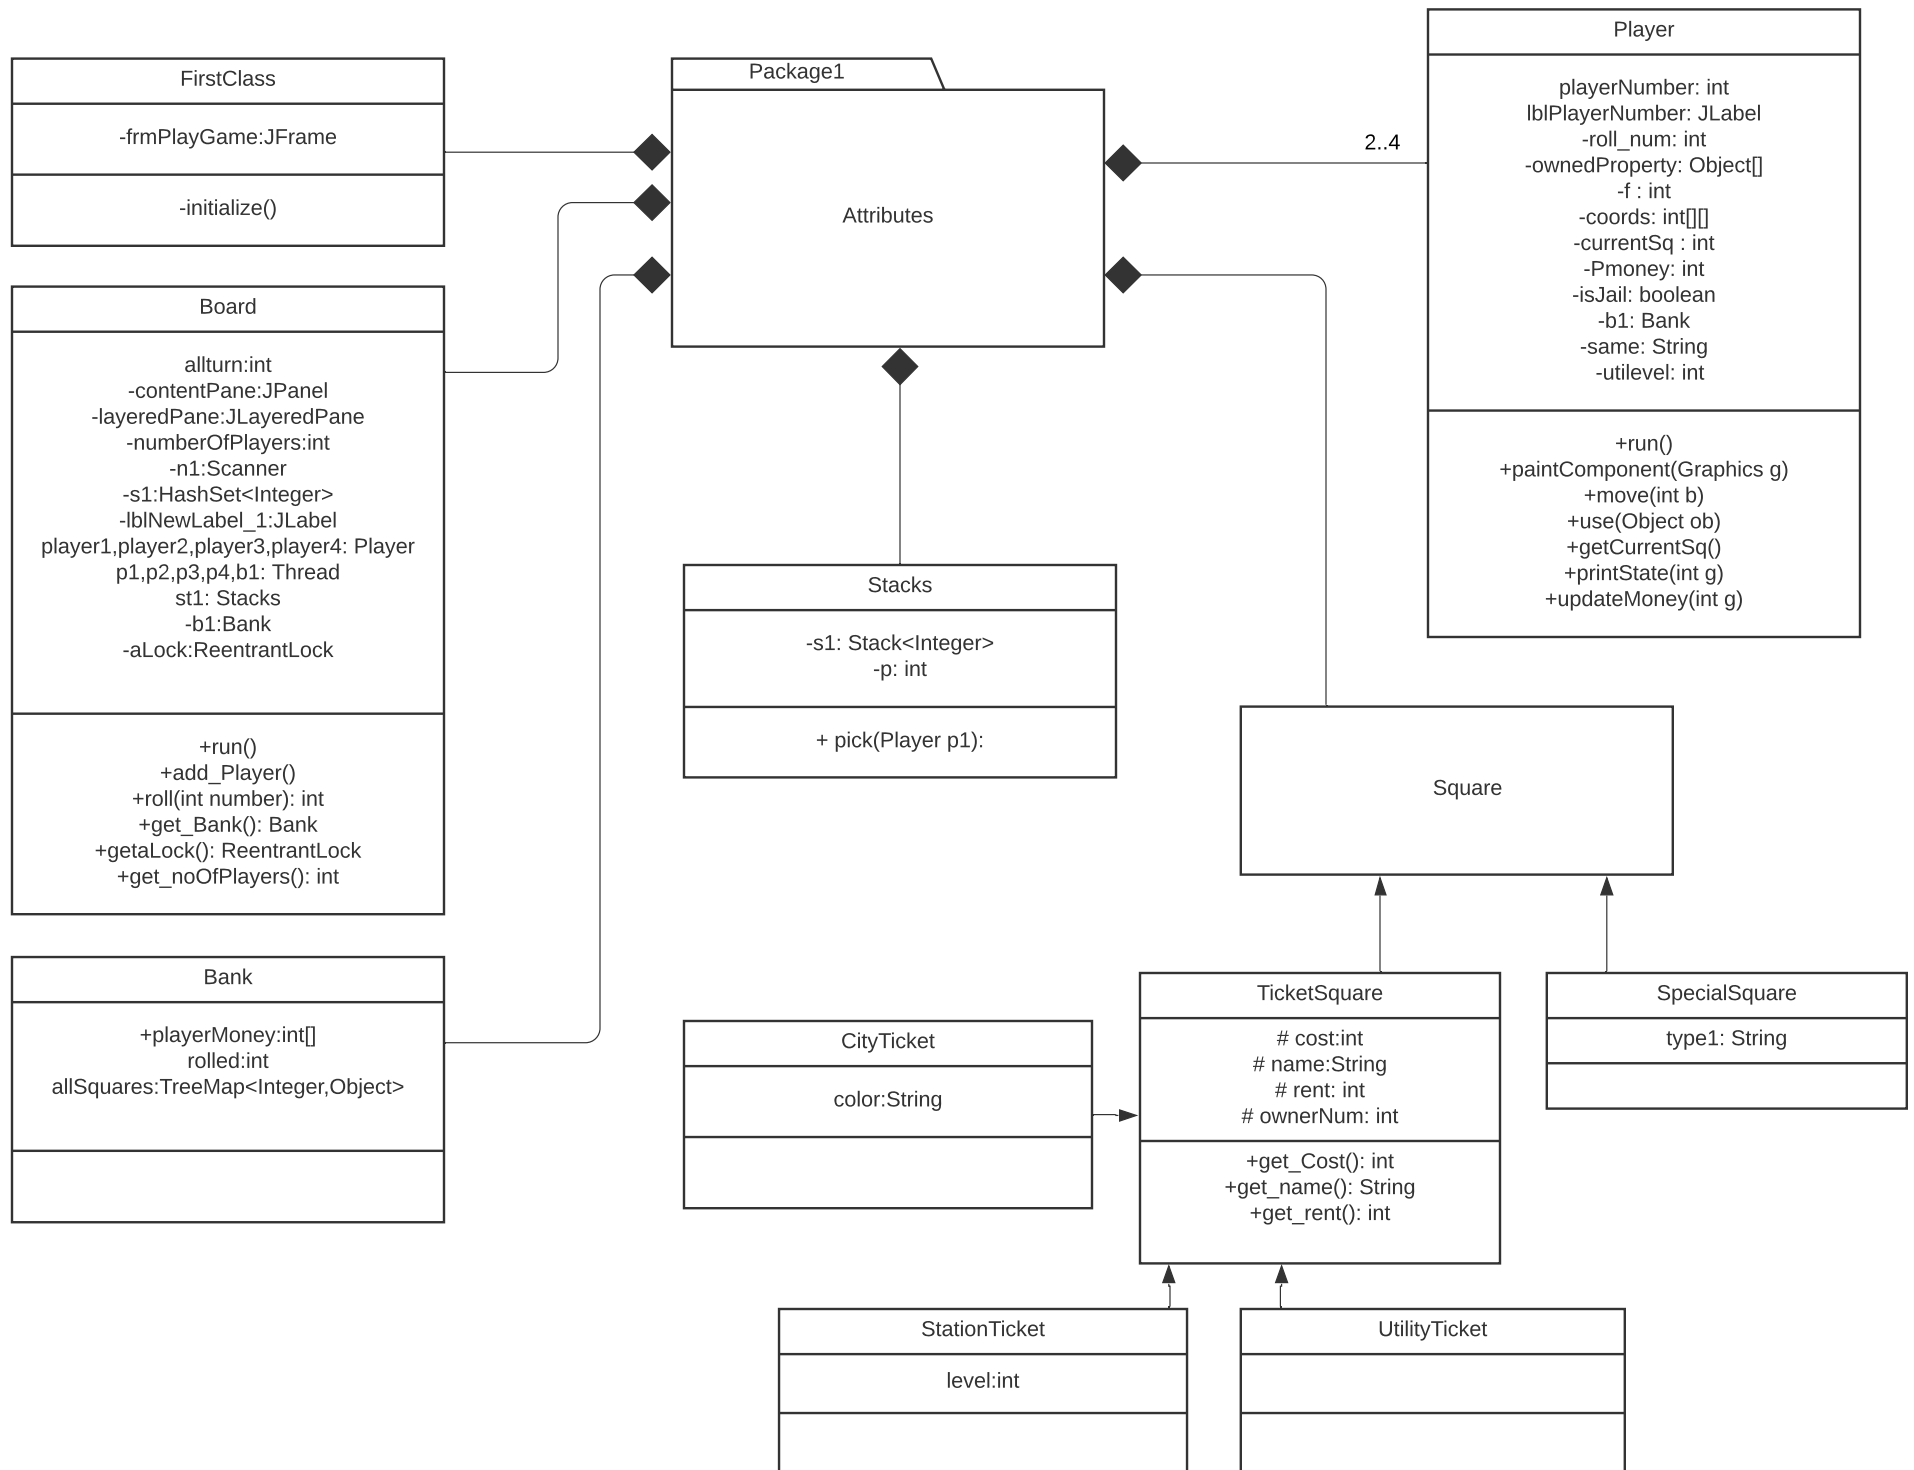 FirstClass
-frmPlayGame:JFrame
-initialize()
Package1
Attributes
2..4
Player
playerNumber: int
lblPlayerNumber: JLabel
-roll_num: int
-ownedProperty: Object[]
-f : int
-coords: int[][]
-currentSq : int
-Pmoney: int
-isJail: boolean
-b1: Bank
-same: String
-utilevel: int
+run()
+paintComponent(Graphics g)
+move(int b)
+use(Object ob)
+getCurrentSq()
+printState(int g)
+updateMoney(int g)
Board
allturn:int
-contentPane:JPanel
-layeredPane:JLayeredPane
-numberOfPlayers:int
-n1:Scanner
-s1:HashSet<Integer>
-lblNewLabel_1:JLabel
player1,player2,player3,player4: Player
p1,p2,p3,p4,b1: Thread
st1: Stacks
-b1:Bank
-aLock:ReentrantLock
+run()
+add_Player()
+roll(int number): int
+get_Bank(): Bank
+getaLock(): ReentrantLock
+get_noOfPlayers(): int
Stacks
-s1: Stack<Integer>
-p: int
+ pick(Player p1):
Square
Bank
+playerMoney:int[]
rolled:int
allSquares:TreeMap<Integer,Object>
CityTicket
color:String
TicketSquare
# cost:int
# name:String
# rent: int
# ownerNum: int
+get_Cost(): int
+get_name(): String
+get_rent(): int
SpecialSquare
type1: String
StationTicket
level:int
UtilityTicket